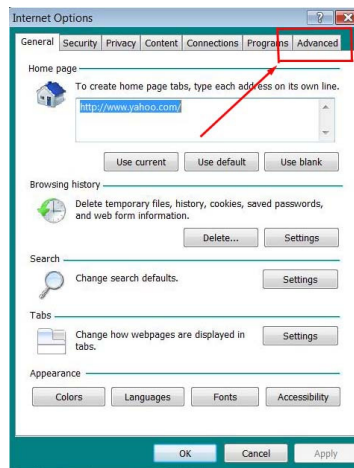 Internet Options
General Security Privacy Content Connections Programs Advanced
Home page
To create home page tabs, type each address on its own line.
http://www.yahoo.com/
Use current Use default Use blank
Browsing history
Delete temporary files, history, cookies, saved passwords,
and web form information.
Delete... Settings
Search
Change search defaults. Settings
Tabs
Change how webpages are displayed in Settings
tabs.
Appearance
Colors Languages Fonts Accessibility
OK Cancel Apply